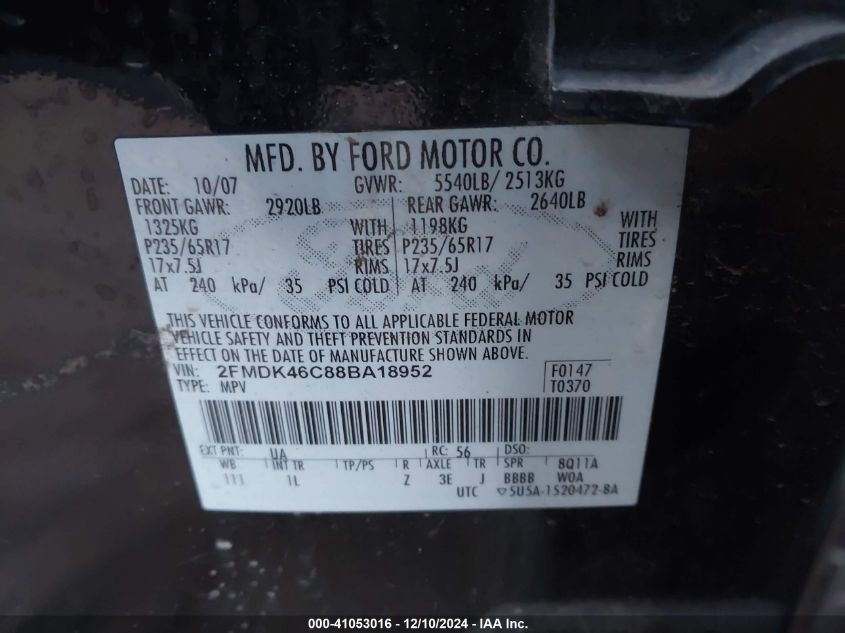 MFD. BY FORD MOTOR CO.
DATE: 10/07 GVWR: 5540LB/ 2513KG
FRONT GAWR: 2920LB REAR GAWR: 2640LB
1325KG WITH 1198KG WITH
P235/65R17 TIRES P235/65R17 TIRES
17x7.5J RIMS 17x7.5J RIMS
AT 240 kPa/ 35 PSI COLD AT 240 kPa/ 35 PSI COLD
THIS VEHICLE CONFORMS TO ALL APPLICABLE FEDERAL MOTOR
VEHICLE SAFETY AND THEFT PREVENTION STANDARDS IN
EFFECT ON THE DATE OF MANUFACTURE SHOWN ABOVE.
VIN: 2FMDK46C88BA18952 F0147
TYPE: MPV T0370
EXT PNT: UA RC: 56 DSO:
WB INT TR TP/PS R AXLE TR SPR 8Q11A
111 1L Z 3E J BBBB W0A
UTC ▽5U5A-1520472-BA
000-41053016 - 12/10/2024 - IAA Inc.